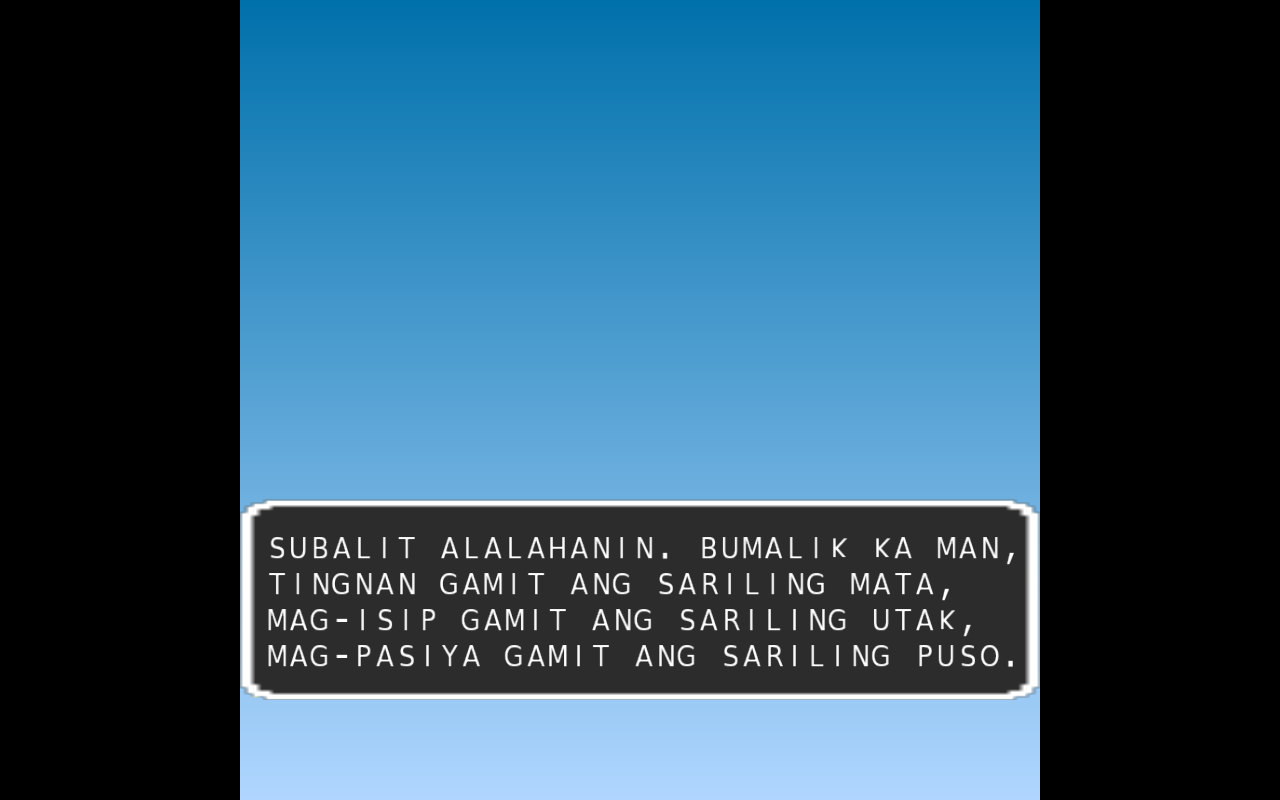 SUBALIT ALALAHANIN. BUMALIK KA MAN,
TINGNAN GAMIT ANG SARILING MATA,
MAG-ISIP GAMIT ANG SARILING UTAK,
MAG-PASIYA GAMIT ANG SARILING PUSO.